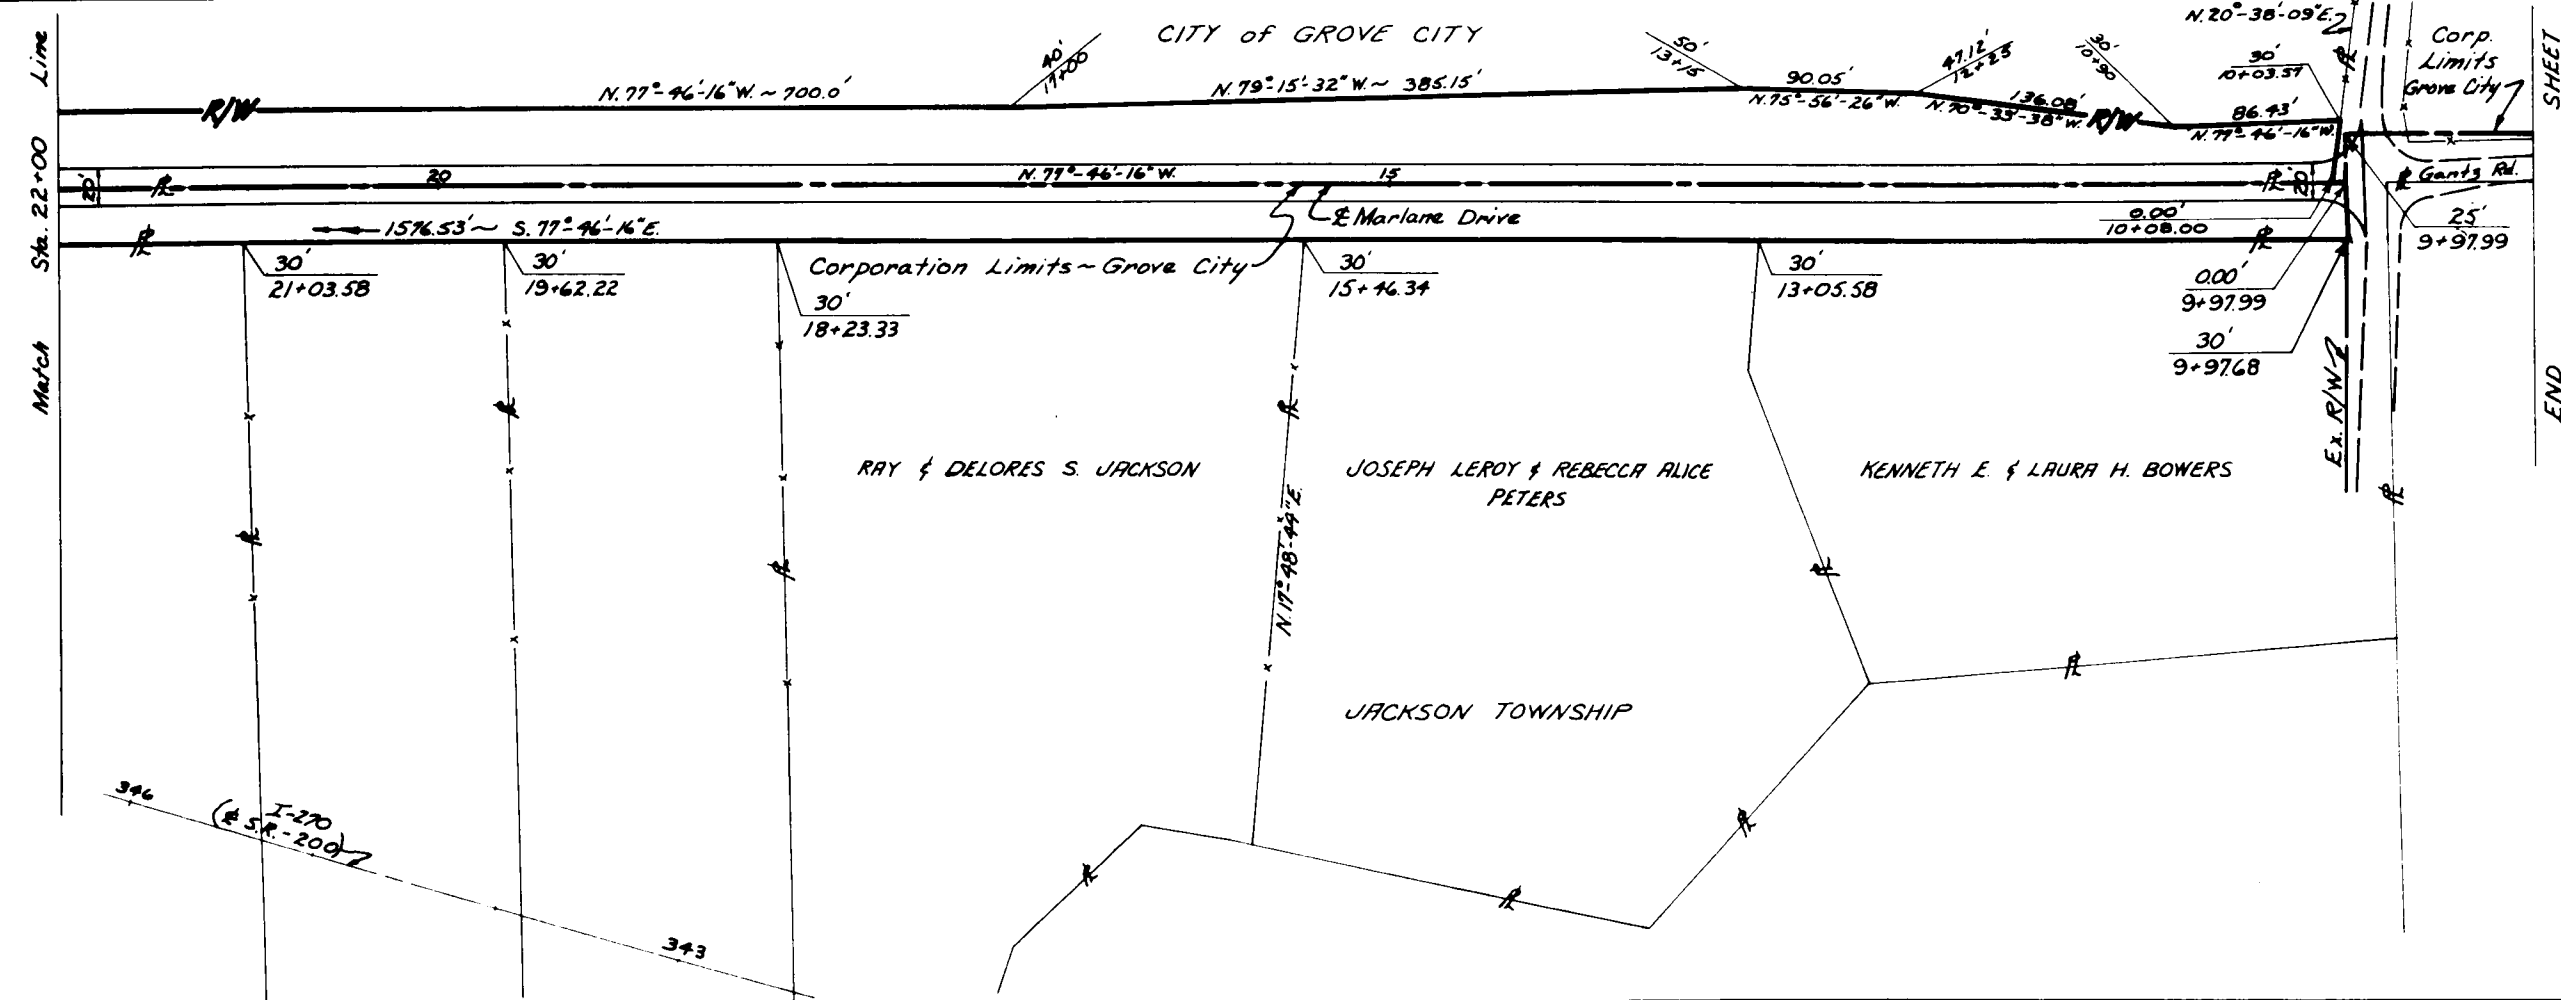 CITY of GROVE CITY
N.20°-38'-09"E.
Corp.
Limits
Grove City
SHEET
END
Match Sta. 22+00 Line
R/W
N.77°-46'-16"W. ~ 700.0'
40'
17+00
N.79°-15'-32"W. ~ 385.15'
50'
13+15
90.05'
N.75°-56'-26"W.
47.12'
12+25
136.08'
N.70°-33'-38"W.
R/W
30'
10+90
86.43'
N.77°-46'-16"W.
30'
10+03.57
20'
20
N.77°-46'-16"W.
15
20'
Gantz Rd.
℄ Marlane Drive
1576.53' ~ S.77°-46'-16"E.
0.00'
10+08.00
25'
9+97.99
30'
21+03.58
30'
19+62.22
30'
18+23.33
Corporation Limits ~ Grove City
30'
15+46.34
30'
13+05.58
0.00'
9+97.99
30'
9+97.68
Ex. R/W
RAY & DELORES S. JACKSON
JOSEPH LEROY & REBECCA ALICE
PETERS
KENNETH E. & LAURA H. BOWERS
N.17°-48'-44"E.
JACKSON TOWNSHIP
346
I-270
(℄ S.R.-200)
343